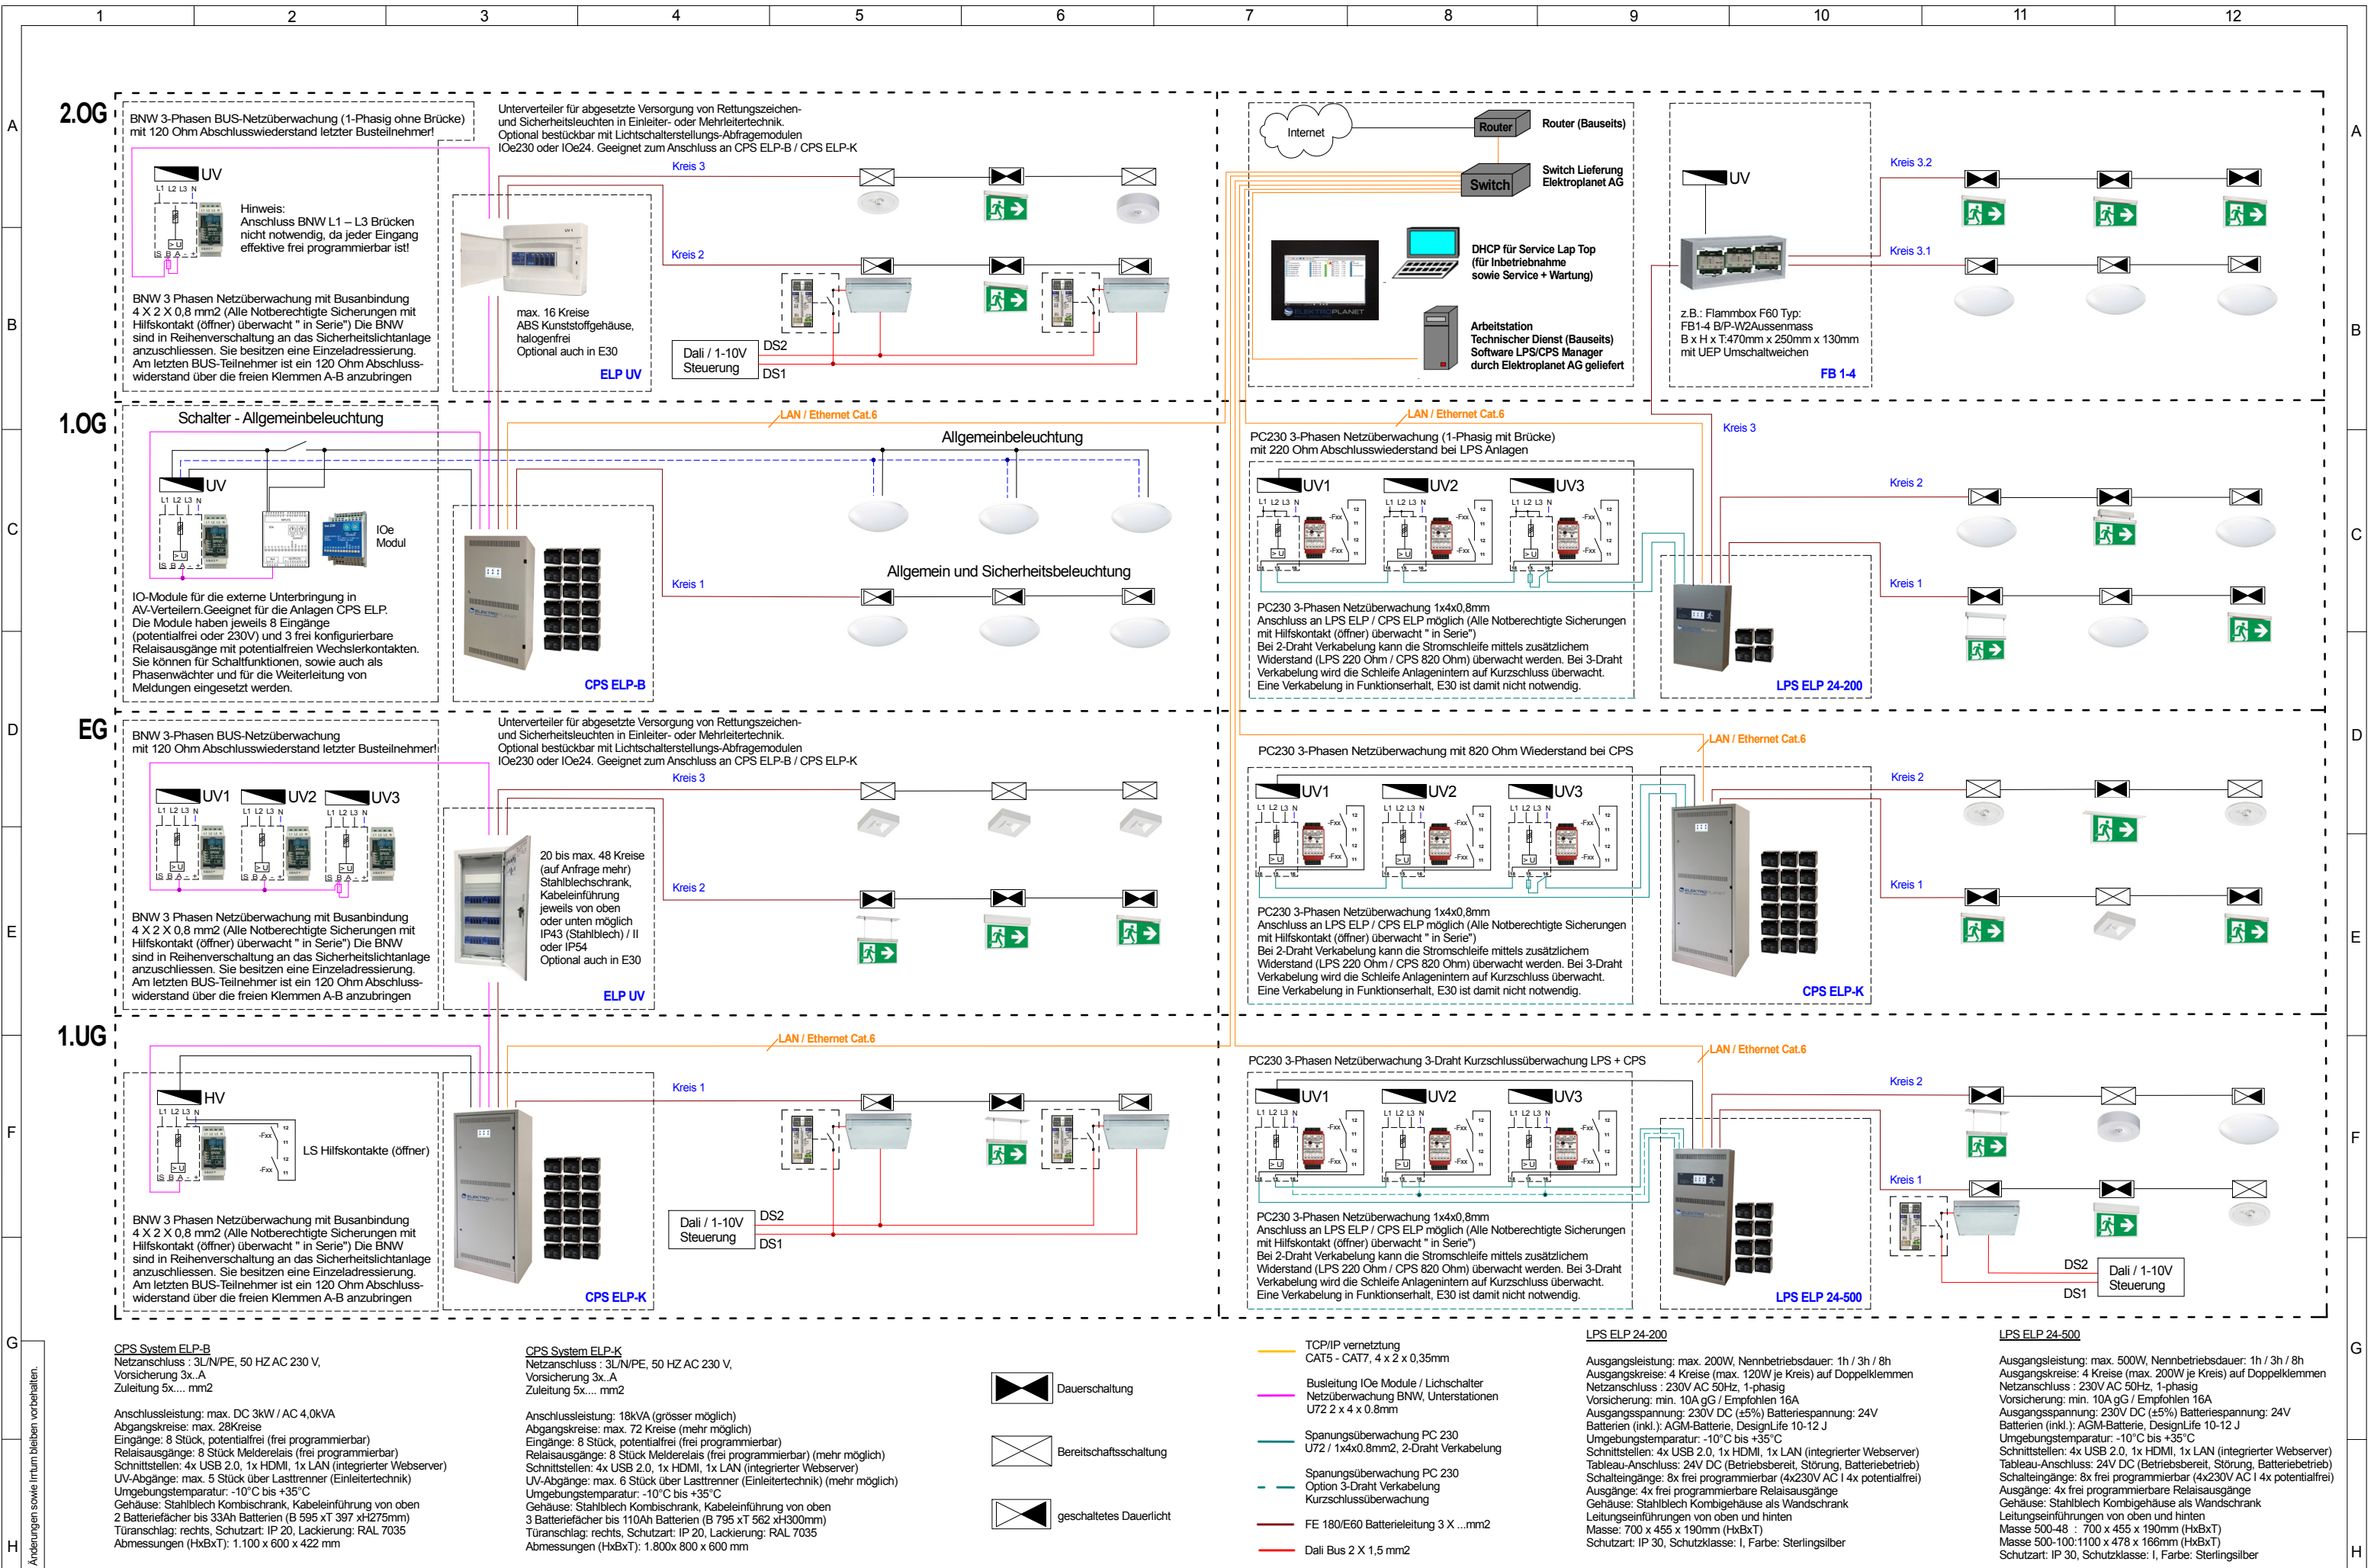 1 2 3 4 5 6 7 8 9 10 11 12
A
B
C
D
E
F
G
H
2.OG
BNW 3-Phasen BUS-Netzüberwachung (1-Phasig ohne Brücke)
mit 120 Ohm Abschlusswiederstand letzter Busteilnehmer!
UV
L1 L2 L3 N
> U
S B A - +
Hinweis:
Anschluss BNW L1 – L3 Brücken
nicht notwendig, da jeder Eingang
effektive frei programmierbar ist!
BNW 3 Phasen Netzüberwachung mit Busanbindung
4 X 2 X 0,8 mm2 (Alle Notberechtigte Sicherungen mit
Hilfskontakt (öffner) überwacht " in Serie") Die BNW
sind in Reihenverschaltung an das Sicherheitslichtanlage
anzuschliessen. Sie besitzen eine Einzeladressierung.
Am letzten BUS-Teilnehmer ist ein 120 Ohm Abschluss-
widerstand über die freien Klemmen A-B anzubringen
Unterverteiler für abgesetzte Versorgung von Rettungszeichen-
und Sicherheitsleuchten in Einleiter- oder Mehrleitertechnik.
Optional bestückbar mit Lichtschalterstellungs-Abfragemodulen
IOe230 oder IOe24. Geeignet zum Anschluss an CPS ELP-B / CPS ELP-K
Kreis 3
Kreis 2
max. 16 Kreise
ABS Kunststoffgehäuse,
halogenfrei
Optional auch in E30
ELP UV
Dali / 1-10V
Steuerung
DS2
DS1
Internet
Router
Router (Bauseits)
Switch
Switch Lieferung
Elektroplanet AG
ELEKTROPLANET
DHCP für Service Lap Top
(für Inbetriebnahme
sowie Service + Wartung)
Arbeitstation
Technischer Dienst (Bauseits)
Software LPS/CPS Manager
durch Elektroplanet AG geliefert
UV
z.B.: Flammbox F60 Typ:
FB1-4 B/P-W2Aussenmass
B x H x T:470mm x 250mm x 130mm
mit UEP Umschaltweichen
FB 1-4
Kreis 3.2
Kreis 3.1
1.OG
Schalter - Allgemeinbeleuchtung
UV
L1 L2 L3 N
> U
S B A - +
IOe
Modul
IO-Module für die externe Unterbringung in
AV-Verteilern.Geeignet für die Anlagen CPS ELP.
Die Module haben jeweils 8 Eingänge
(potentialfrei oder 230V) und 3 frei konfigurierbare
Relaisausgänge mit potentialfreien Wechslerkontakten.
Sie können für Schaltfunktionen, sowie auch als
Phasenwächter und für die Weiterleitung von
Meldungen eingesetzt werden.
CPS ELP-B
LAN / Ethernet Cat.6
Allgemeinbeleuchtung
Allgemein und Sicherheitsbeleuchtung
Kreis 1
LAN / Ethernet Cat.6
PC230 3-Phasen Netzüberwachung (1-Phasig mit Brücke)
mit 220 Ohm Abschlusswiederstand bei LPS Anlagen
UV1 UV2 UV3
L1 L2 L3 N
-Fxx 12 11
PC230 3-Phasen Netzüberwachung 1x4x0,8mm
Anschluss an LPS ELP / CPS ELP möglich (Alle Notberechtigte Sicherungen
mit Hilfskontakt (öffner) überwacht " in Serie")
Bei 2-Draht Verkabelung kann die Stromschleife mittels zusätzlichem
Widerstand (LPS 220 Ohm / CPS 820 Ohm) überwacht werden. Bei 3-Draht
Verkabelung wird die Schleife Anlagenintern auf Kurzschluss überwacht.
Eine Verkabelung in Funktionserhalt, E30 ist damit nicht notwendig.
Kreis 3
Kreis 2
Kreis 1
LPS ELP 24-200
EG
BNW 3-Phasen BUS-Netzüberwachung
mit 120 Ohm Abschlusswiederstand letzter Busteilnehmer!
UV1 UV2 UV3
L1 L2 L3 N
> U
S B A - +
BNW 3 Phasen Netzüberwachung mit Busanbindung
4 X 2 X 0,8 mm2 (Alle Notberechtigte Sicherungen mit
Hilfskontakt (öffner) überwacht " in Serie") Die BNW
sind in Reihenverschaltung an das Sicherheitslichtanlage
anzuschliessen. Sie besitzen eine Einzeladressierung.
Am letzten BUS-Teilnehmer ist ein 120 Ohm Abschluss-
widerstand über die freien Klemmen A-B anzubringen
Unterverteiler für abgesetzte Versorgung von Rettungszeichen-
und Sicherheitsleuchten in Einleiter- oder Mehrleitertechnik.
Optional bestückbar mit Lichtschalterstellungs-Abfragemodulen
IOe230 oder IOe24. Geeignet zum Anschluss an CPS ELP-B / CPS ELP-K
Kreis 3
Kreis 2
20 bis max. 48 Kreise
(auf Anfrage mehr)
Stahlblechschrank,
Kabeleinführung
jeweils von oben
oder unten möglich
IP43 (Stahlblech) / II
oder IP54
Optional auch in E30
ELP UV
LAN / Ethernet Cat.6
PC230 3-Phasen Netzüberwachung mit 820 Ohm Wiederstand bei CPS
UV1 UV2 UV3
L1 L2 L3 N
-Fxx 12 11
PC230 3-Phasen Netzüberwachung 1x4x0,8mm
Anschluss an LPS ELP / CPS ELP möglich (Alle Notberechtigte Sicherungen
mit Hilfskontakt (öffner) überwacht " in Serie")
Bei 2-Draht Verkabelung kann die Stromschleife mittels zusätzlichem
Widerstand (LPS 220 Ohm / CPS 820 Ohm) überwacht werden. Bei 3-Draht
Verkabelung wird die Schleife Anlagenintern auf Kurzschluss überwacht.
Eine Verkabelung in Funktionserhalt, E30 ist damit nicht notwendig.
Kreis 2
Kreis 1
CPS ELP-K
1.UG
HV
L1 L2 L3 N
> U
S B A - +
-Fxx 12 11
-Fxx 12 11
LS Hilfskontakte (öffner)
BNW 3 Phasen Netzüberwachung mit Busanbindung
4 X 2 X 0,8 mm2 (Alle Notberechtigte Sicherungen mit
Hilfskontakt (öffner) überwacht " in Serie") Die BNW
sind in Reihenverschaltung an das Sicherheitslichtanlage
anzuschliessen. Sie besitzen eine Einzeladressierung.
Am letzten BUS-Teilnehmer ist ein 120 Ohm Abschluss-
widerstand über die freien Klemmen A-B anzubringen
CPS ELP-K
LAN / Ethernet Cat.6
Kreis 1
Dali / 1-10V
Steuerung
DS2
DS1
LAN / Ethernet Cat.6
PC230 3-Phasen Netzüberwachung 3-Draht Kurzschlussüberwachung LPS + CPS
UV1 UV2 UV3
L1 L2 L3 N
-Fxx 12 11
PC230 3-Phasen Netzüberwachung 1x4x0,8mm
Anschluss an LPS ELP / CPS ELP möglich (Alle Notberechtigte Sicherungen
mit Hilfskontakt (öffner) überwacht " in Serie")
Bei 2-Draht Verkabelung kann die Stromschleife mittels zusätzlichem
Widerstand (LPS 220 Ohm / CPS 820 Ohm) überwacht werden. Bei 3-Draht
Verkabelung wird die Schleife Anlagenintern auf Kurzschluss überwacht.
Eine Verkabelung in Funktionserhalt, E30 ist damit nicht notwendig.
Kreis 2
Kreis 1
LPS ELP 24-500
DS2
DS1
Dali / 1-10V
Steuerung
Änderungen sowie Irrtum bleiben vorbehalten.
CPS System ELP-B
Netzanschluss : 3L/N/PE, 50 HZ AC 230 V,
Vorsicherung 3x..A
Zuleitung 5x.... mm2
Anschlussleistung: max. DC 3kW / AC 4,0kVA
Abgangskreise: max. 28Kreise
Eingänge: 8 Stück, potentialfrei (frei programmierbar)
Relaisausgänge: 8 Stück Melderelais (frei programmierbar)
Schnittstellen: 4x USB 2.0, 1x HDMI, 1x LAN (integrierter Webserver)
UV-Abgänge: max. 5 Stück über Lasttrenner (Einleitertechnik)
Umgebungstemparatur: -10°C bis +35°C
Gehäuse: Stahlblech Kombischrank, Kabeleinführung von oben
2 Batteriefächer bis 33Ah Batterien (B 595 xT 397 xH275mm)
Türanschlag: rechts, Schutzart: IP 20, Lackierung: RAL 7035
Abmessungen (HxBxT): 1.100 x 600 x 422 mm
CPS System ELP-K
Netzanschluss : 3L/N/PE, 50 HZ AC 230 V,
Vorsicherung 3x..A
Zuleitung 5x.... mm2
Anschlussleistung: 18kVA (grösser möglich)
Abgangskreise: max. 72 Kreise (mehr möglich)
Eingänge: 8 Stück, potentialfrei (frei programmierbar)
Relaisausgänge: 8 Stück Melderelais (frei programmierbar) (mehr möglich)
Schnittstellen: 4x USB 2.0, 1x HDMI, 1x LAN (integrierter Webserver)
UV-Abgänge: max. 6 Stück über Lasttrenner (Einleitertechnik) (mehr möglich)
Umgebungstemparatur: -10°C bis +35°C
Gehäuse: Stahlblech Kombischrank, Kabeleinführung von oben
3 Batteriefächer bis 110Ah Batterien (B 795 xT 562 xH300mm)
Türanschlag: rechts, Schutzart: IP 20, Lackierung: RAL 7035
Abmessungen (HxBxT): 1.800x 800 x 600 mm
Dauerschaltung
Bereitschaftsschaltung
geschaltetes Dauerlicht
TCP/IP vernetztung
CAT5 - CAT7, 4 x 2 x 0,35mm
Busleitung IOe Module / Lichschalter
Netzüberwachung BNW, Unterstationen
U72 2 x 4 x 0.8mm
Spanungsüberwachung PC 230
U72 / 1x4x0.8mm2, 2-Draht Verkabelung
Spanungsüberwachung PC 230
Option 3-Draht Verkabelung
Kurzschlussüberwachung
FE 180/E60 Batterieleitung 3 X ...mm2
Dali Bus 2 X 1,5 mm2
LPS ELP 24-200
Ausgangsleistung: max. 200W, Nennbetriebsdauer: 1h / 3h / 8h
Ausgangskreise: 4 Kreise (max. 120W je Kreis) auf Doppelklemmen
Netzanschluss : 230V AC 50Hz, 1-phasig
Vorsicherung: min. 10A gG / Empfohlen 16A
Ausgangsspannung: 230V DC (±5%) Batteriespannung: 24V
Batterien (inkl.): AGM-Batterie, DesignLife 10-12 J
Umgebungstemparatur: -10°C bis +35°C
Schnittstellen: 4x USB 2.0, 1x HDMI, 1x LAN (integrierter Webserver)
Tableau-Anschluss: 24V DC (Betriebsbereit, Störung, Batteriebetrieb)
Schalteingänge: 8x frei programmierbar (4x230V AC I 4x potentialfrei)
Ausgänge: 4x frei programmierbare Relaisausgänge
Gehäuse: Stahlblech Kombigehäuse als Wandschrank
Leitungseinführungen von oben und hinten
Masse: 700 x 455 x 190mm (HxBxT)
Schutzart: IP 30, Schutzklasse: I, Farbe: Sterlingsilber
LPS ELP 24-500
Ausgangsleistung: max. 500W, Nennbetriebsdauer: 1h / 3h / 8h
Ausgangskreise: 4 Kreise (max. 200W je Kreis) auf Doppelklemmen
Netzanschluss : 230V AC 50Hz, 1-phasig
Vorsicherung: min. 10A gG / Empfohlen 16A
Ausgangsspannung: 230V DC (±5%) Batteriespannung: 24V
Batterien (inkl.): AGM-Batterie, DesignLife 10-12 J
Umgebungstemparatur: -10°C bis +35°C
Schnittstellen: 4x USB 2.0, 1x HDMI, 1x LAN (integrierter Webserver)
Tableau-Anschluss: 24V DC (Betriebsbereit, Störung, Batteriebetrieb)
Schalteingänge: 8x frei programmierbar (4x230V AC I 4x potentialfrei)
Ausgänge: 4x frei programmierbare Relaisausgänge
Gehäuse: Stahlblech Kombigehäuse als Wandschrank
Leitungseinführungen von oben und hinten
Masse 500-48 : 700 x 455 x 190mm (HxBxT)
Masse 500-100:1100 x 478 x 166mm (HxBxT)
Schutzart: IP 30, Schutzklasse: I, Farbe: Sterlingsilber